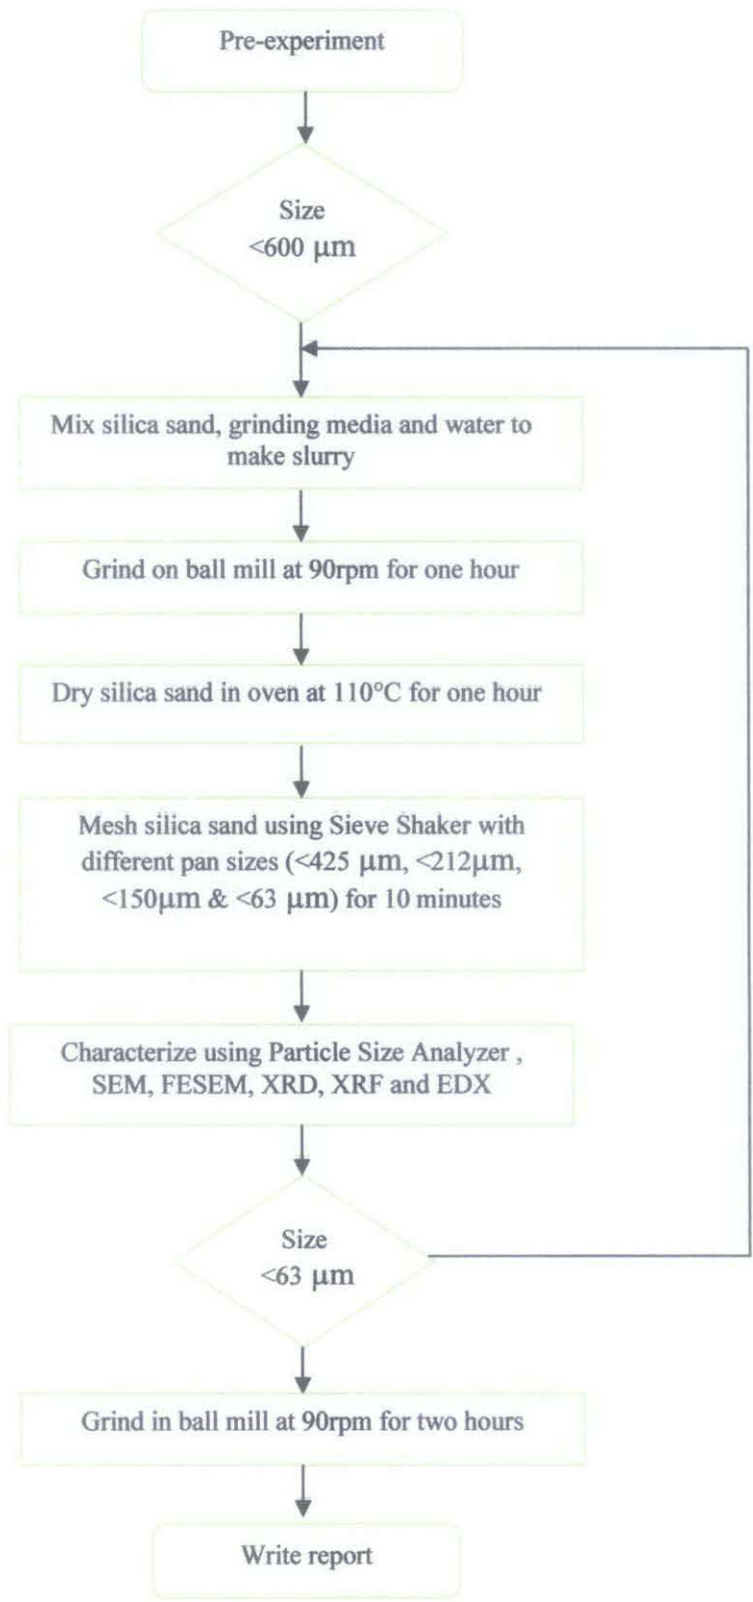 Pre-experiment
Size
<600 μm
Mix silica sand, grinding media and water to
make slurry
Grind on ball mill at 90rpm for one hour
Dry silica sand in oven at 110°C for one hour
Mesh silica sand using Sieve Shaker with
different pan sizes (<425 μm, <212μm,
<150μm & <63 μm) for 10 minutes
Characterize using Particle Size Analyzer ,
SEM, FESEM, XRD, XRF and EDX
Size
<63 μm
Grind in ball mill at 90rpm for two hours
Write report